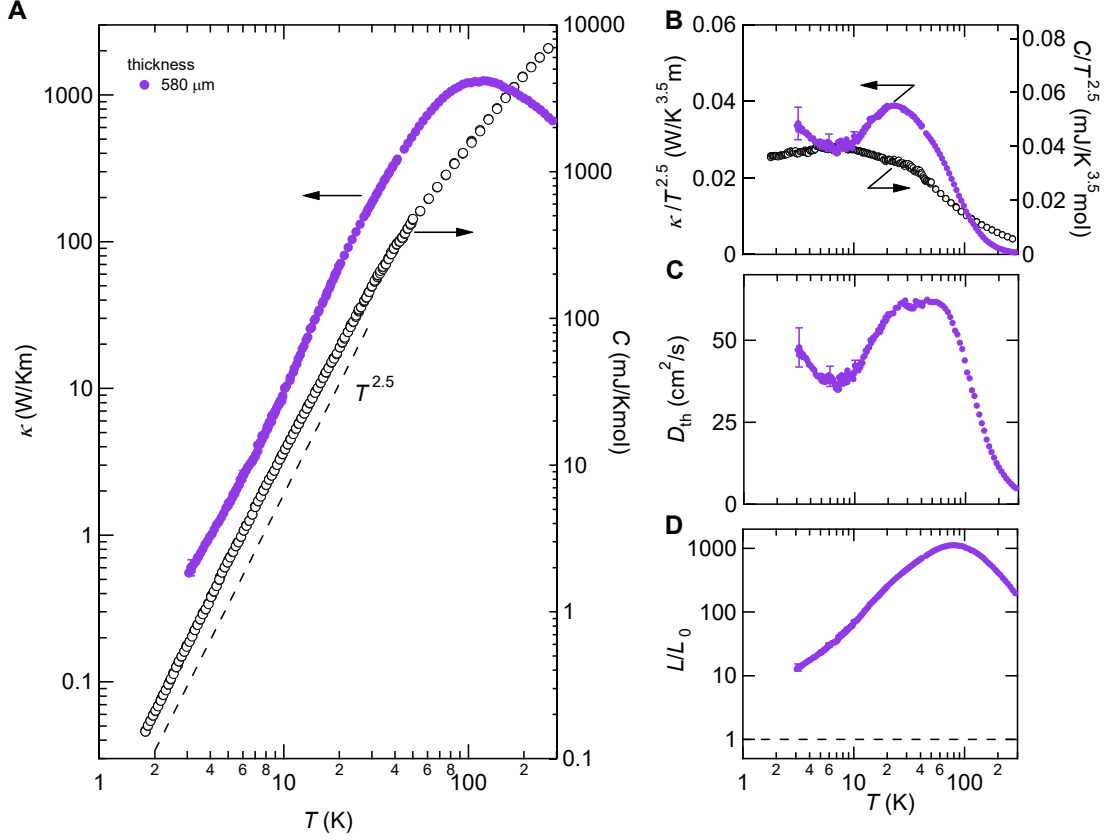 A
thickness
580 μm
κ (W/Km)
1000
100
10
1
0.1
10000
1000
100
10
1
0.1
C (mJ/Kmol)
T^2.5
1 2 4 6 8 10 2 4 6 8 100 2
T (K)
B
κ/T^2.5 (W/K^3.5m)
0.06
0.04
0.02
0
0.08
0.06
0.04
0.02
0
C/T^2.5 (mJ/K^3.5mol)
C
D_th (cm^2/s)
50
25
0
D
L/L_0
1000
100
10
1
1 2 4 6 10 2 4 6 100 2
T (K)